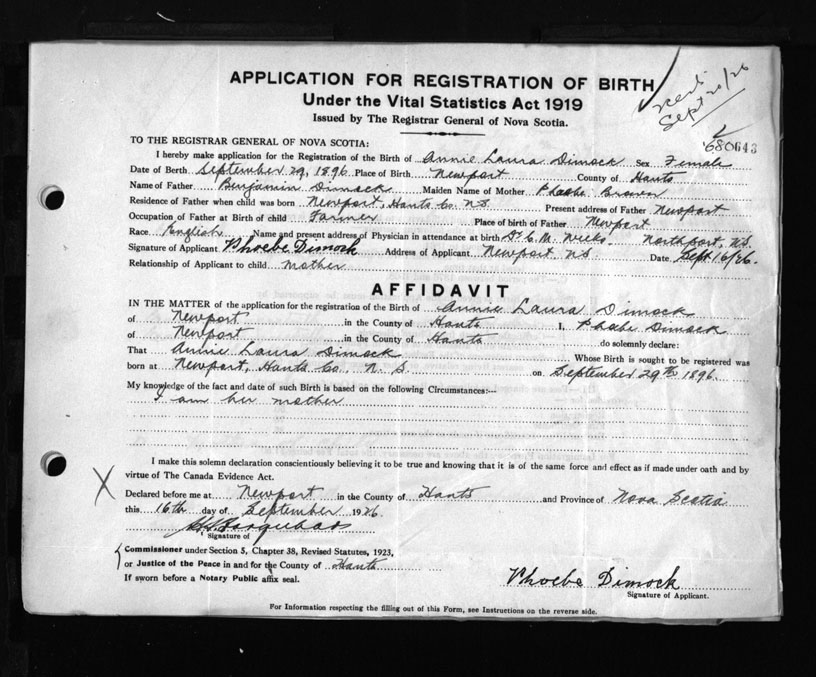 APPLICATION FOR REGISTRATION OF BIRTH
Under the Vital Statistics Act 1919
Issued by The Registrar General of Nova Scotia.
Sept 20/26
680643
TO THE REGISTRAR GENERAL OF NOVA SCOTIA:
I hereby make application for the Registration of the Birth of Annie Laura Dimock Sex Female
Date of Birth September 29, 1896 Place of Birth Newport County of Hants
Name of Father Benjamin Dimock Maiden Name of Mother Phoebe Brown
Residence of Father when child was born Newport, Hants Co. N.S. Present address of Father Newport
Occupation of Father at Birth of child Farmer Place of birth of Father Newport
Race English Name and present address of Physician in attendance at birth Dr C. M. Weeks. Northport, N.S.
Signature of Applicant Phoebe Dimock Address of Applicant Newport N.S Date Sept 16/26.
Relationship of Applicant to child mother
AFFIDAVIT
IN THE MATTER of the application for the registration of the Birth of Annie Laura Dimock
of Newport in the County of Hants I, Phoebe Dimock
of Newport in the County of Hants do solemnly declare:
That Annie Laura Dimock Whose Birth is sought to be registered was
born at Newport, Hants Co., N. S. on September 29th 1896.
My knowledge of the fact and date of such Birth is based on the following Circumstances:—
I am her mother
I make this solemn declaration conscientiously believing it to be true and knowing that it is of the same force and effect as if made under oath and by
virtue of The Canada Evidence Act.
Declared before me at Newport in the County of Hants and Province of Nova Scotia
this 16th day of September 1926
Signature of
Commissioner under Section 5, Chapter 38, Revised Statutes, 1923,
or Justice of the Peace in and for the County of Hants
If sworn before a Notary Public affix seal.
Phoebe Dimock
Signature of Applicant.
For Information respecting the filling out of this Form, see Instructions on the reverse side.